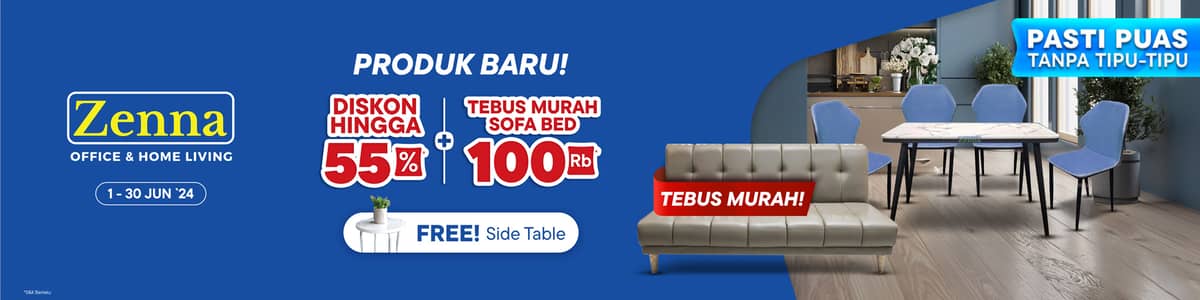 Zenna
OFFICE & HOME LIVING
1 - 30 JUN '24
PRODUK BARU!
DISKON
HINGGA
55%*
+
TEBUS MURAH
SOFA BED
100Rb*
FREE! Side Table
TEBUS MURAH!
PASTI PUAS
TANPA TIPU-TIPU
*S&K Berlaku